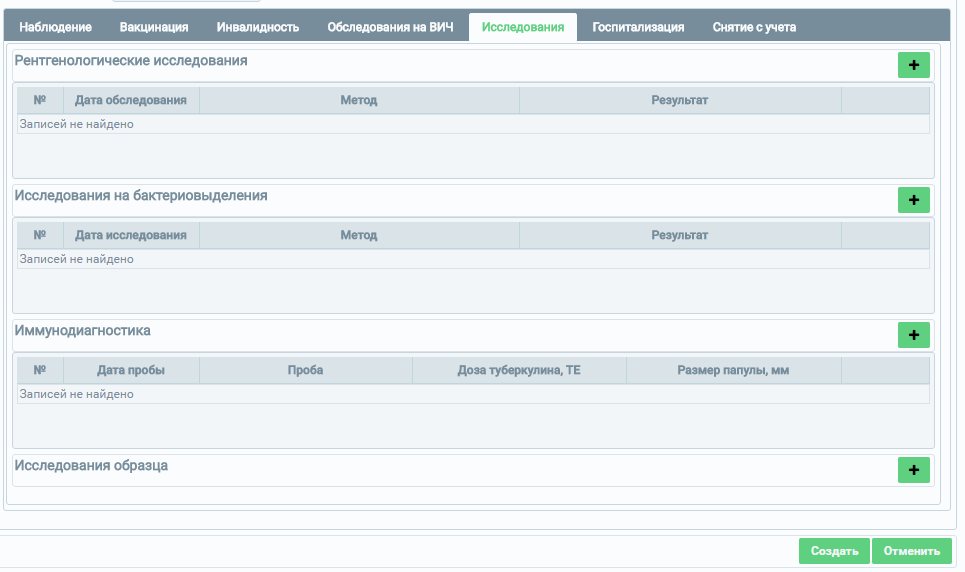 Наблюдение Вакцинация Инвалидность Обследования на ВИЧ Исследования Госпитализация Снятие с учета
Рентгенологические исследования +
№ Дата обследования Метод Результат
Записей не найдено
Исследования на бактериовыделения +
№ Дата исследования Метод Результат
Записей не найдено
Иммунодиагностика +
№ Дата пробы Проба Доза туберкулина, ТЕ Размер папулы, мм
Записей не найдено
Исследования образца +
Создать Отменить